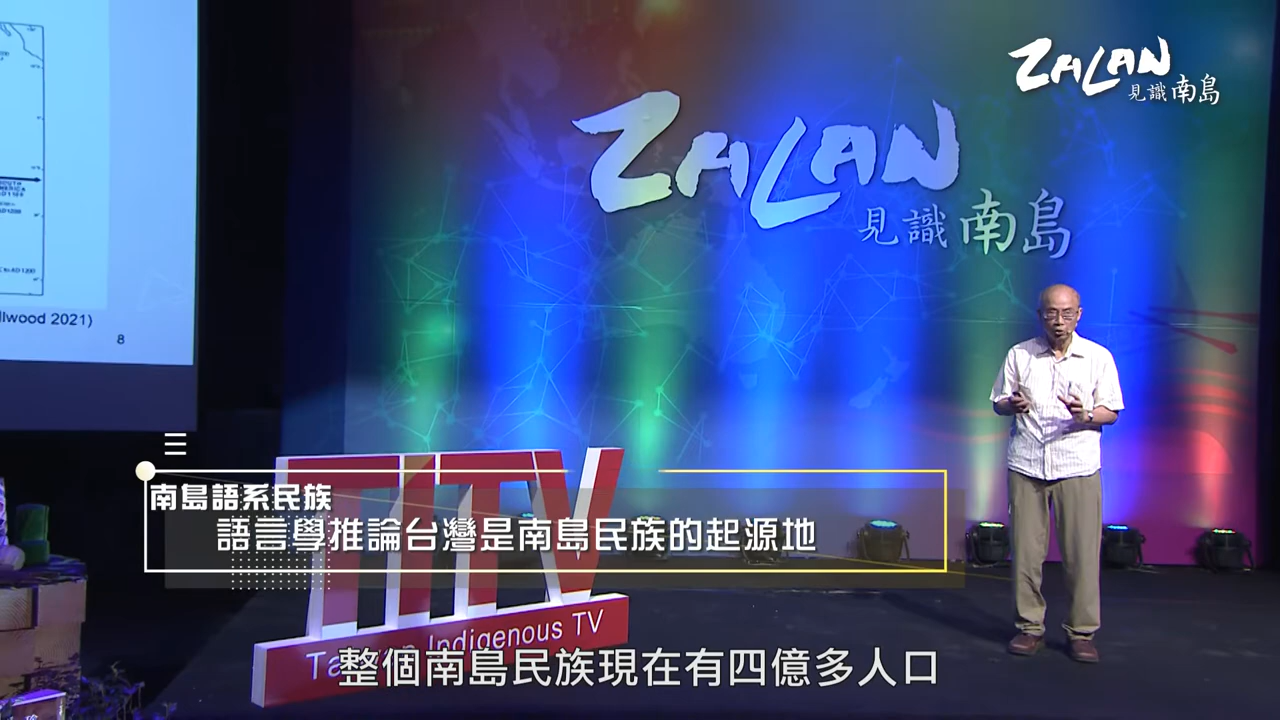 ZALAN
見識南島
ZALAN
見識南島
SOUTH
AMERICA
llwood 2021)
8
南島語系民族
語言學推論台灣是南島民族的起源地
TITV
Indigenous TV
整個南島民族現在有四億多人口